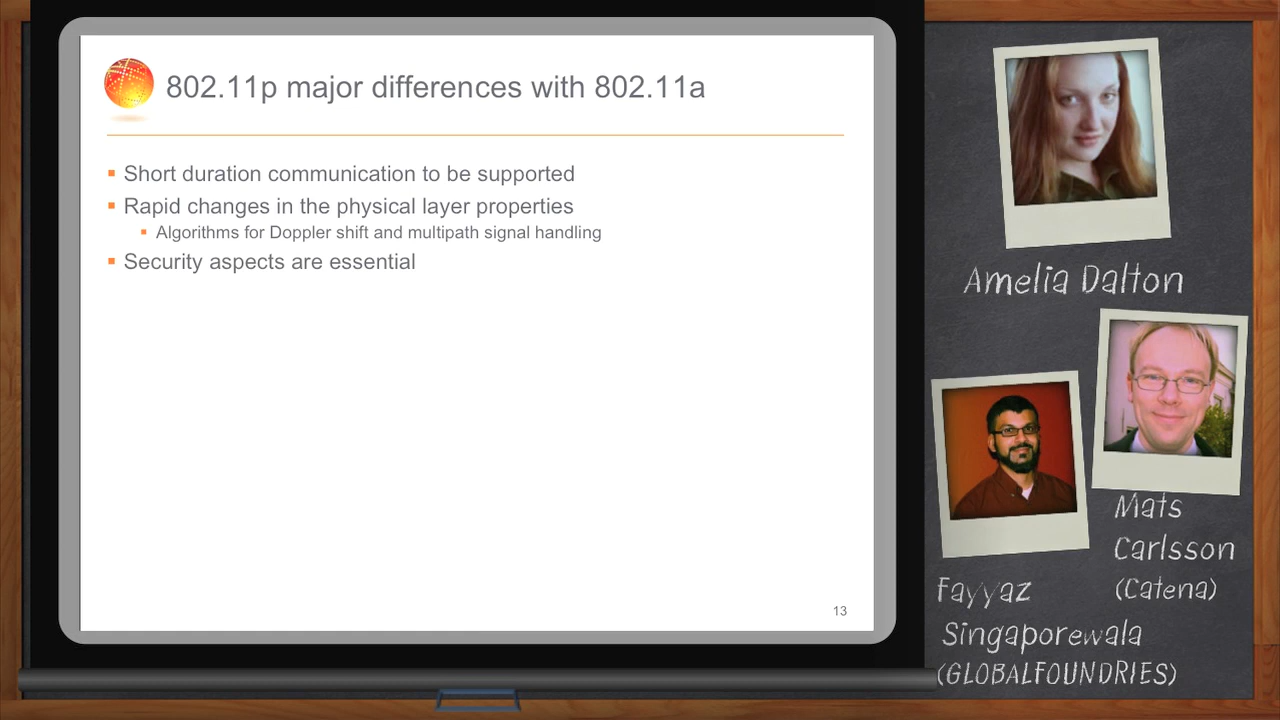 802.11p major differences with 802.11a
Short duration communication to be supported
Rapid changes in the physical layer properties
Algorithms for Doppler shift and multipath signal handling
Security aspects are essential
13
Amelia Dalton
Mats
Carlsson
(Catena)
Fayyaz
Singaporewala
(GLOBALFOUNDRIES)